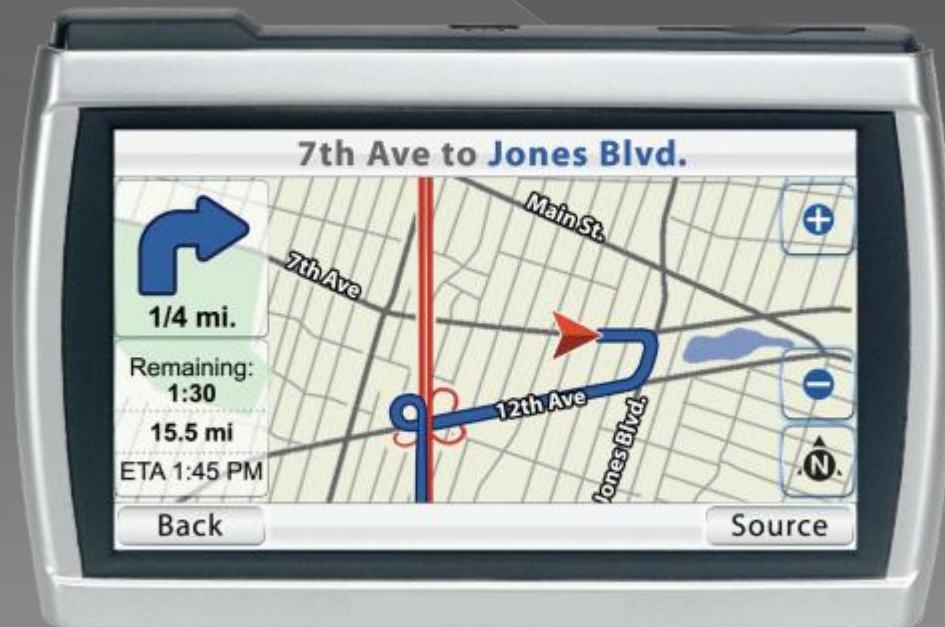 7th Ave to Jones Blvd.
Main St.
7th Ave
1/4 mi.
Remaining:
1:30
15.5 mi
ETA 1:45 PM
12th Ave
Jones Blvd.
N
Back
Source